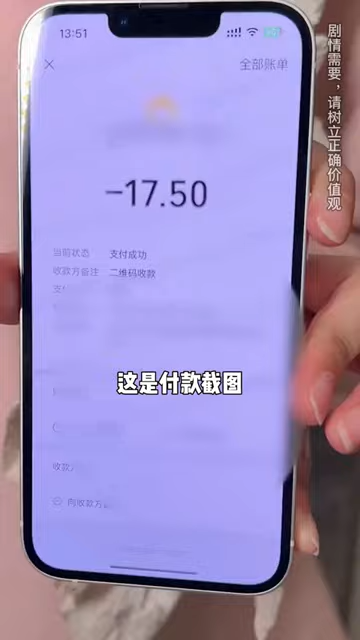 13:51
全部账单
-17.50
当前状态 支付成功
收款方备注 二维码收款
这是付款截图
收款
向收款方
剧情需要，请树立正确价值观